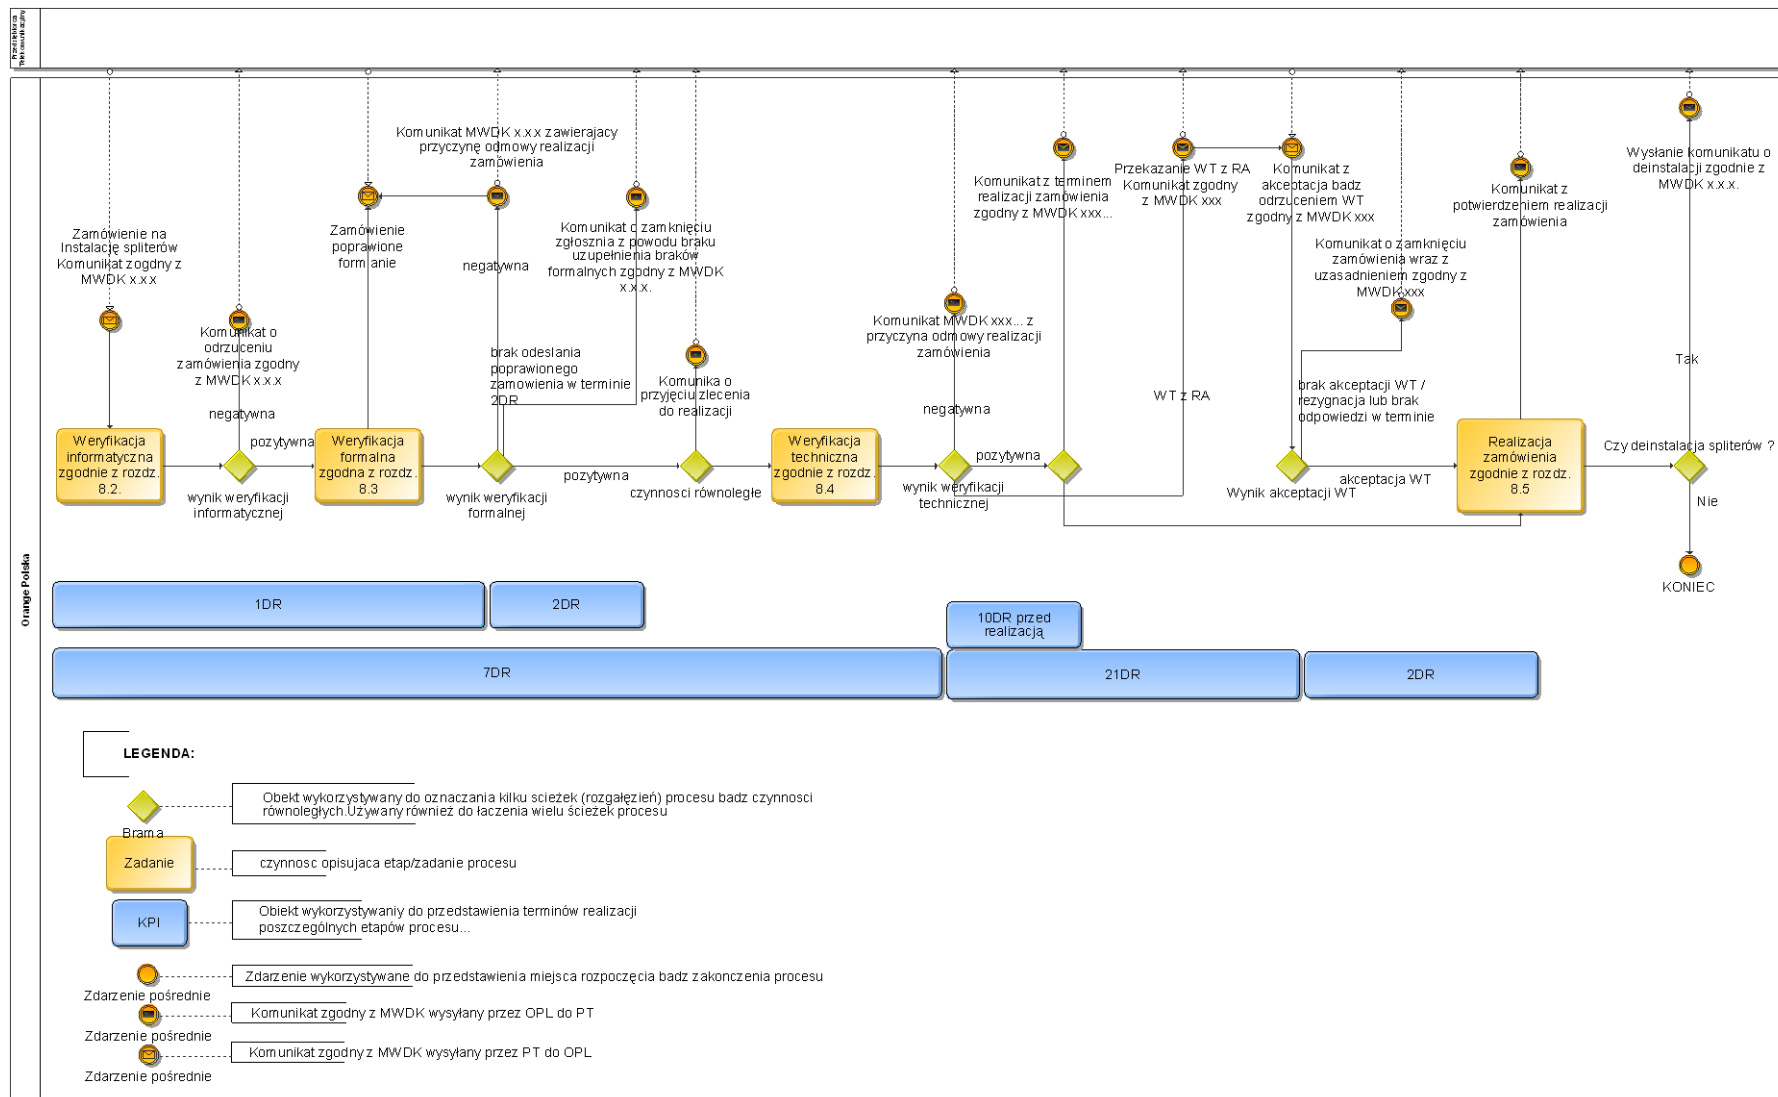 Przedsiębiorca
Telekomunikacyjny
Orange Polska
Zamówienie na
Instalację spliterów
Komunikat zogdny z
MWDK x.x.x
Komunikat o
odrzuceniu
zamówienia zgodny
z MWDK x.x.x
negatywna
pozytywna
Weryfikacja
informatyczna
zgodnie z rozdz.
8.2.
wynik weryfikacji
informatycznej
Zamówienie
poprawione
formanie
Weryfikacja
formalna
zgodna z rozdz.
8.3
Komunikat MWDK x.x.x zawierajacy
przyczynę odmowy realizacji
zamówienia
negatywna
wynik weryfikacji
formalnej
Komunikat o zamknięciu
zgłosznia z powodu braku
uzupełnienia braków
formalnych zgodny z MWDK
x.x.x.
brak odeslania
poprawionego
zamowienia w terminie
2DR
pozytywna
Komunika o
przyjęciu zlecenia
do realizacji
czynnosci równoległe
Weryfikacja
techniczna
zgodnie z rozdz.
8.4
Komunikat MWDK xxx... z
przyczyna odmowy realizacji
zamówienia
negatywna
pozytywna
wynik weryfikacji
technicznej
Komunikat z terminem
realizacji zamówienia
zgodny z MWDK xxx...
Przekazanie WT z RA
Komunikat zgodny
z MWDK xxx
WT z RA
Komunikat z
akceptacja badz
odrzuceniem WT
zgodny z MWDK xxx
Komunikat o zamknięciu
zamówienia wraz z
uzasadnieniem zgodny z
MWDK xxx
brak akceptacji WT /
rezygnacja lub brak
odpowiedzi w terminie
Wynik akceptacji WT
akceptacja WT
Komunikat z
potwierdzeniem realizacji
zamówienia
Realizacja
zamówienia
zgodnie z rozdz.
8.5
Wysłanie komunikatu o
deinstalacji zgodnie z
MWDK x.x.x.
Tak
Czy deinstalacja spliterów ?
Nie
KONIEC
1DR
2DR
10DR przed
realizacją
7DR
21DR
2DR
LEGENDA:
Obekt wykorzystywany do oznaczania kilku scieżek (rozgałęzień) procesu badz czynnosci
równoległych.Używany również do łaczenia wielu ścieżek procesu
Brama
Zadanie
czynnosc opisujaca etap/zadanie procesu
KPI
Obiekt wykorzystywaniy do przedstawienia terminów realizacji
poszczególnych etapów procesu...
Zdarzenie wykorzystywane do przedstawienia miejsca rozpoczęcia badz zakonczenia procesu
Zdarzenie pośrednie
Komunikat zgodny z MWDK wysyłany przez OPL do PT
Zdarzenie pośrednie
Komunikat zgodny z MWDK wysyłany przez PT do OPL
Zdarzenie pośrednie